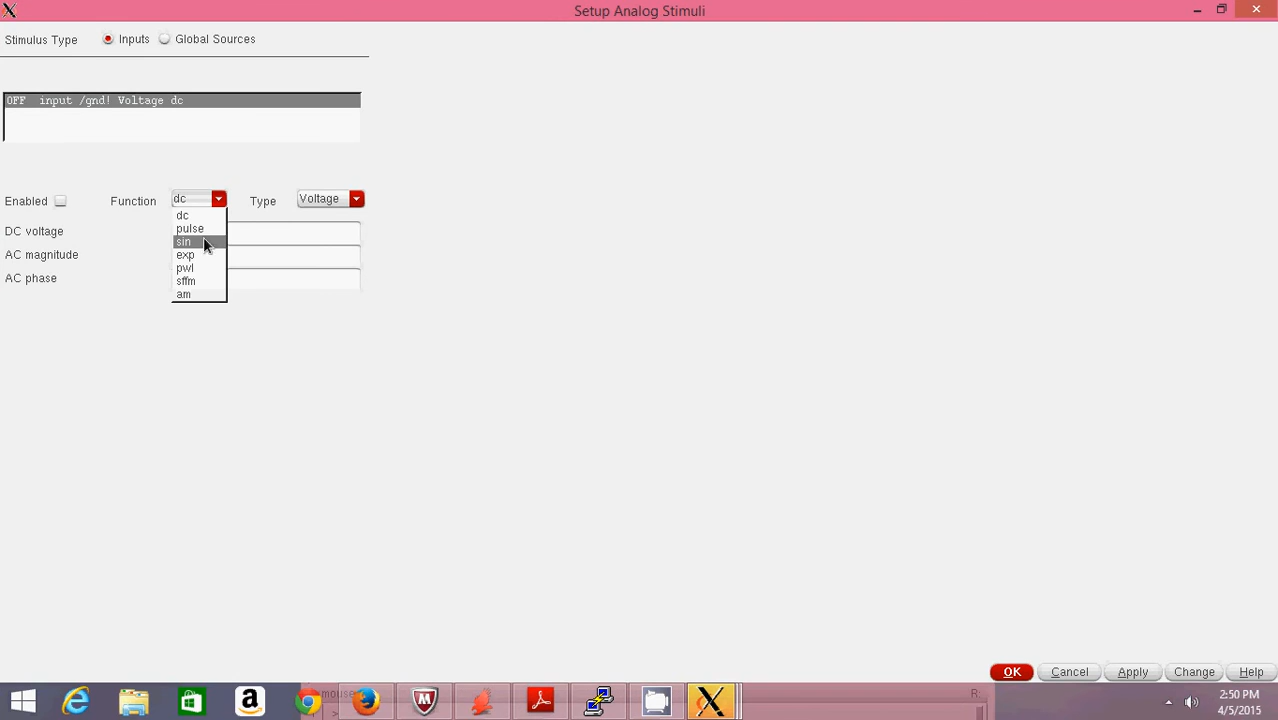 Setup Analog Stimuli
Stimulus Type Inputs Global Sources
OFF input /gnd! Voltage dc
Enabled Function dc Type Voltage
dc
DC voltage
pulse
sin
AC magnitude
exp
pwl
AC phase
sffm
am
OK Cancel Apply Change Help
mouse R:
>
2:50 PM
4/5/2015